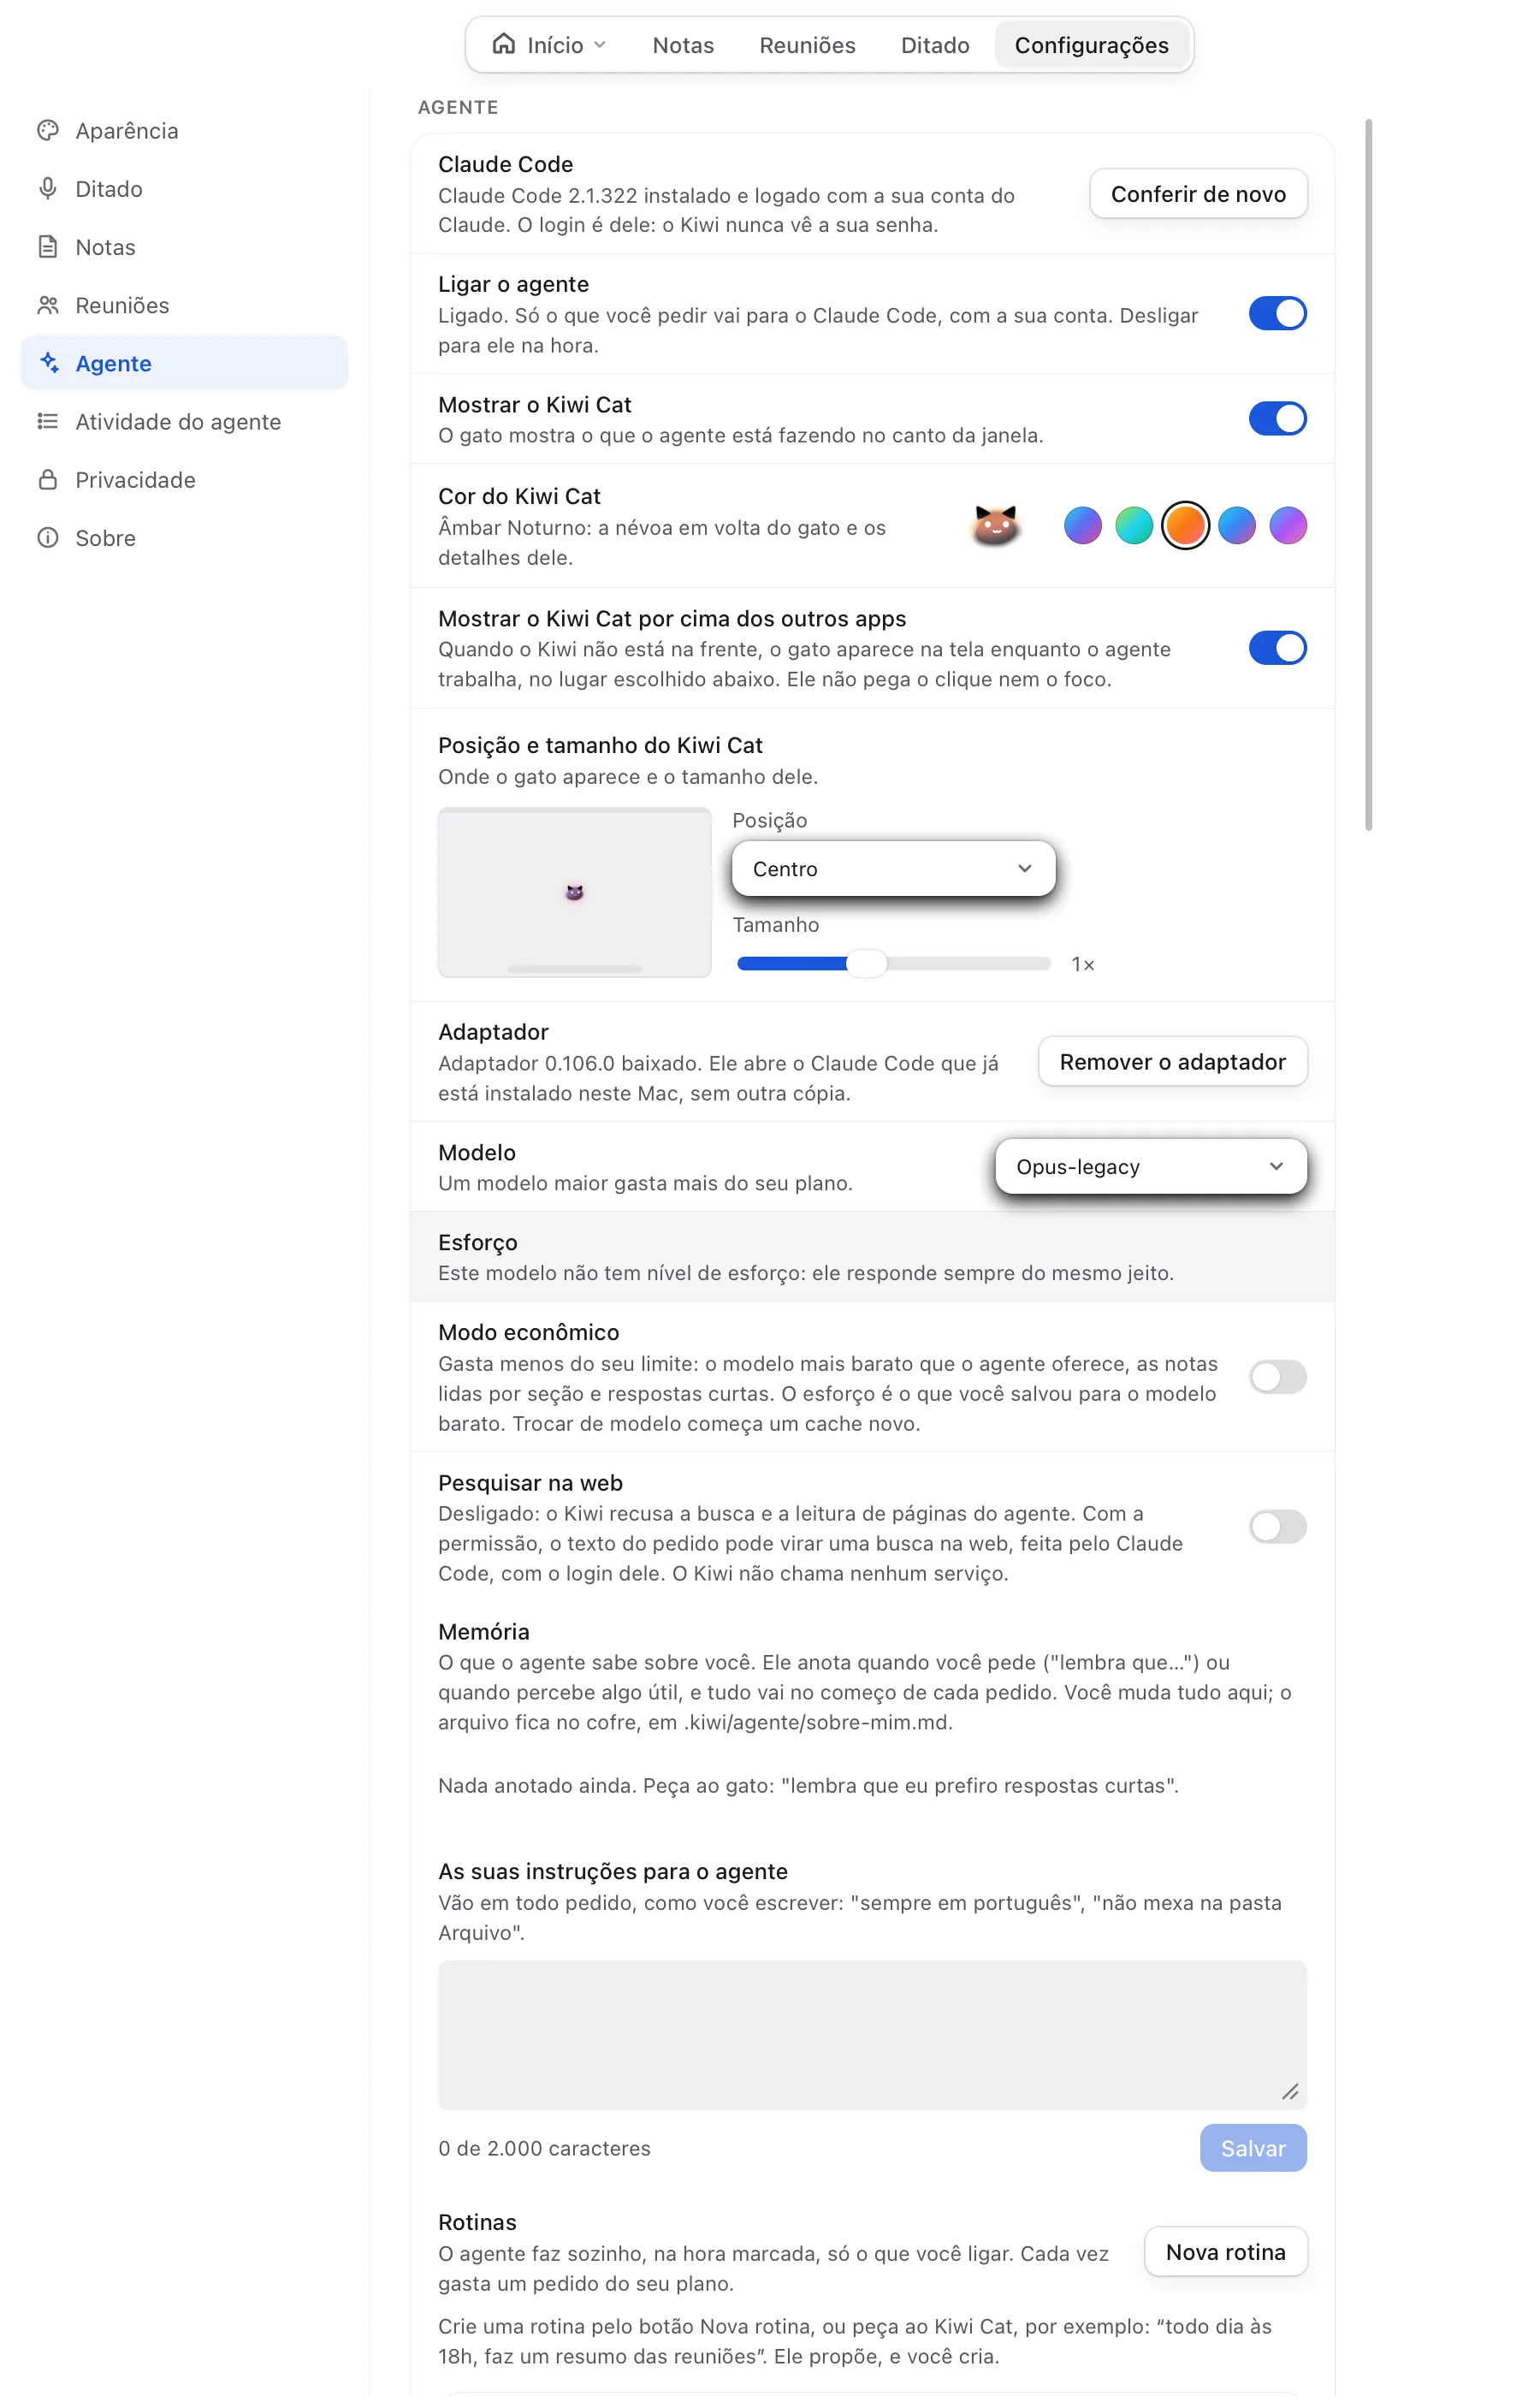 Início
Notas
Reuniões
Ditado
Configurações
Aparência
Ditado
Notas
Reuniões
Agente
Atividade do agente
Privacidade
Sobre
AGENTE
Claude Code
Claude Code 2.1.322 instalado e logado com a sua conta do
Claude. O login é dele: o Kiwi nunca vê a sua senha.
Conferir de novo
Ligar o agente
Ligado. Só o que você pedir vai para o Claude Code, com a sua conta. Desligar
para ele na hora.
Mostrar o Kiwi Cat
O gato mostra o que o agente está fazendo no canto da janela.
Cor do Kiwi Cat
Âmbar Noturno: a névoa em volta do gato e os
detalhes dele.
Mostrar o Kiwi Cat por cima dos outros apps
Quando o Kiwi não está na frente, o gato aparece na tela enquanto o agente
trabalha, no lugar escolhido abaixo. Ele não pega o clique nem o foco.
Posição e tamanho do Kiwi Cat
Onde o gato aparece e o tamanho dele.
Posição
Centro
Tamanho
1×
Adaptador
Adaptador 0.106.0 baixado. Ele abre o Claude Code que já
está instalado neste Mac, sem outra cópia.
Remover o adaptador
Modelo
Um modelo maior gasta mais do seu plano.
Opus-legacy
Esforço
Este modelo não tem nível de esforço: ele responde sempre do mesmo jeito.
Modo econômico
Gasta menos do seu limite: o modelo mais barato que o agente oferece, as notas
lidas por seção e respostas curtas. O esforço é o que você salvou para o modelo
barato. Trocar de modelo começa um cache novo.
Pesquisar na web
Desligado: o Kiwi recusa a busca e a leitura de páginas do agente. Com a
permissão, o texto do pedido pode virar uma busca na web, feita pelo Claude
Code, com o login dele. O Kiwi não chama nenhum serviço.
Memória
O que o agente sabe sobre você. Ele anota quando você pede ("lembra que…") ou
quando percebe algo útil, e tudo vai no começo de cada pedido. Você muda tudo aqui; o
arquivo fica no cofre, em .kiwi/agente/sobre-mim.md.
Nada anotado ainda. Peça ao gato: "lembra que eu prefiro respostas curtas".
As suas instruções para o agente
Vão em todo pedido, como você escrever: "sempre em português", "não mexa na pasta
Arquivo".
0 de 2.000 caracteres
Salvar
Rotinas
O agente faz sozinho, na hora marcada, só o que você ligar. Cada vez
gasta um pedido do seu plano.
Nova rotina
Crie uma rotina pelo botão Nova rotina, ou peça ao Kiwi Cat, por exemplo: “todo dia às
18h, faz um resumo das reuniões”. Ele propõe, e você cria.